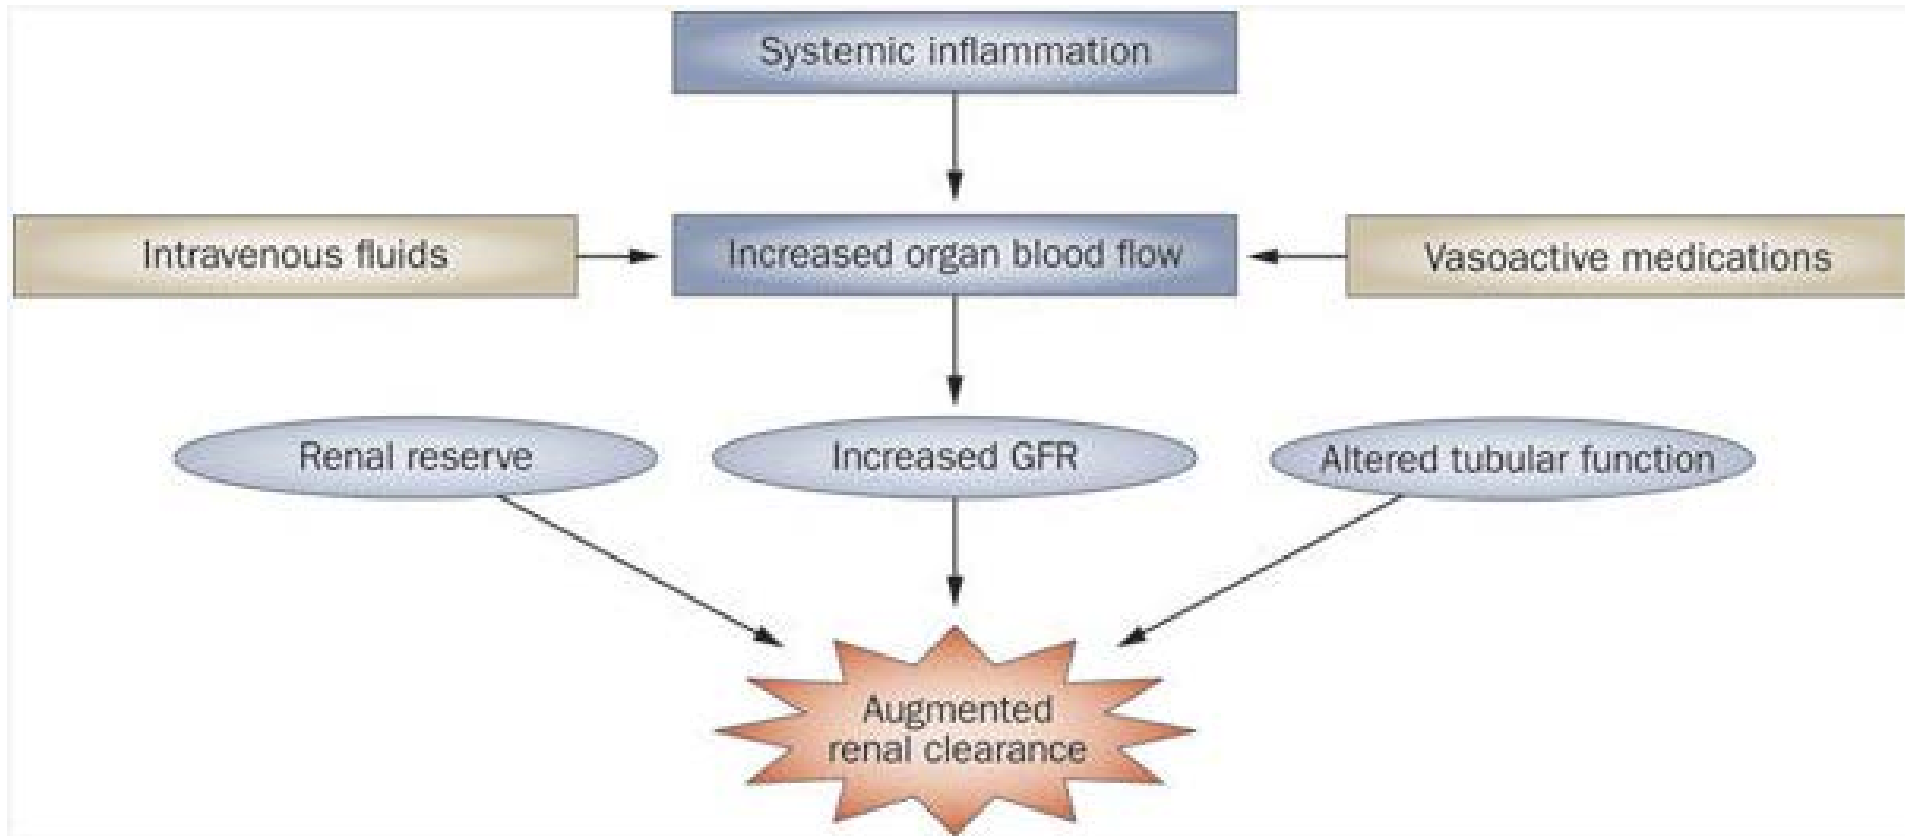 Systemic inflammation
Intravenous fluids
Increased organ blood flow
Vasoactive medications
Renal reserve
Increased GFR
Altered tubular function
Augmented
renal clearance